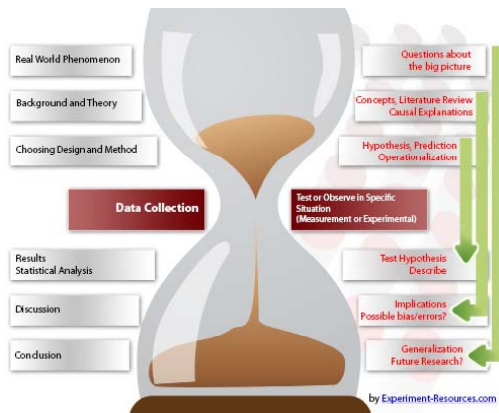 Real World Phenomenon
Questions about
the big picture
Background and Theory
Concepts, Literature Review
Causal Explanations
Choosing Design and Method
Hypothesis, Prediction
Operationalization
Data Collection
Test or Observe in Specific
Situation
(Measurement or Experimental)
Results
Statistical Analysis
Test Hypothesis
Describe
Discussion
Implications
Possible bias/errors?
Conclusion
Generalization
Future Research?
by Experiment-Resources.com